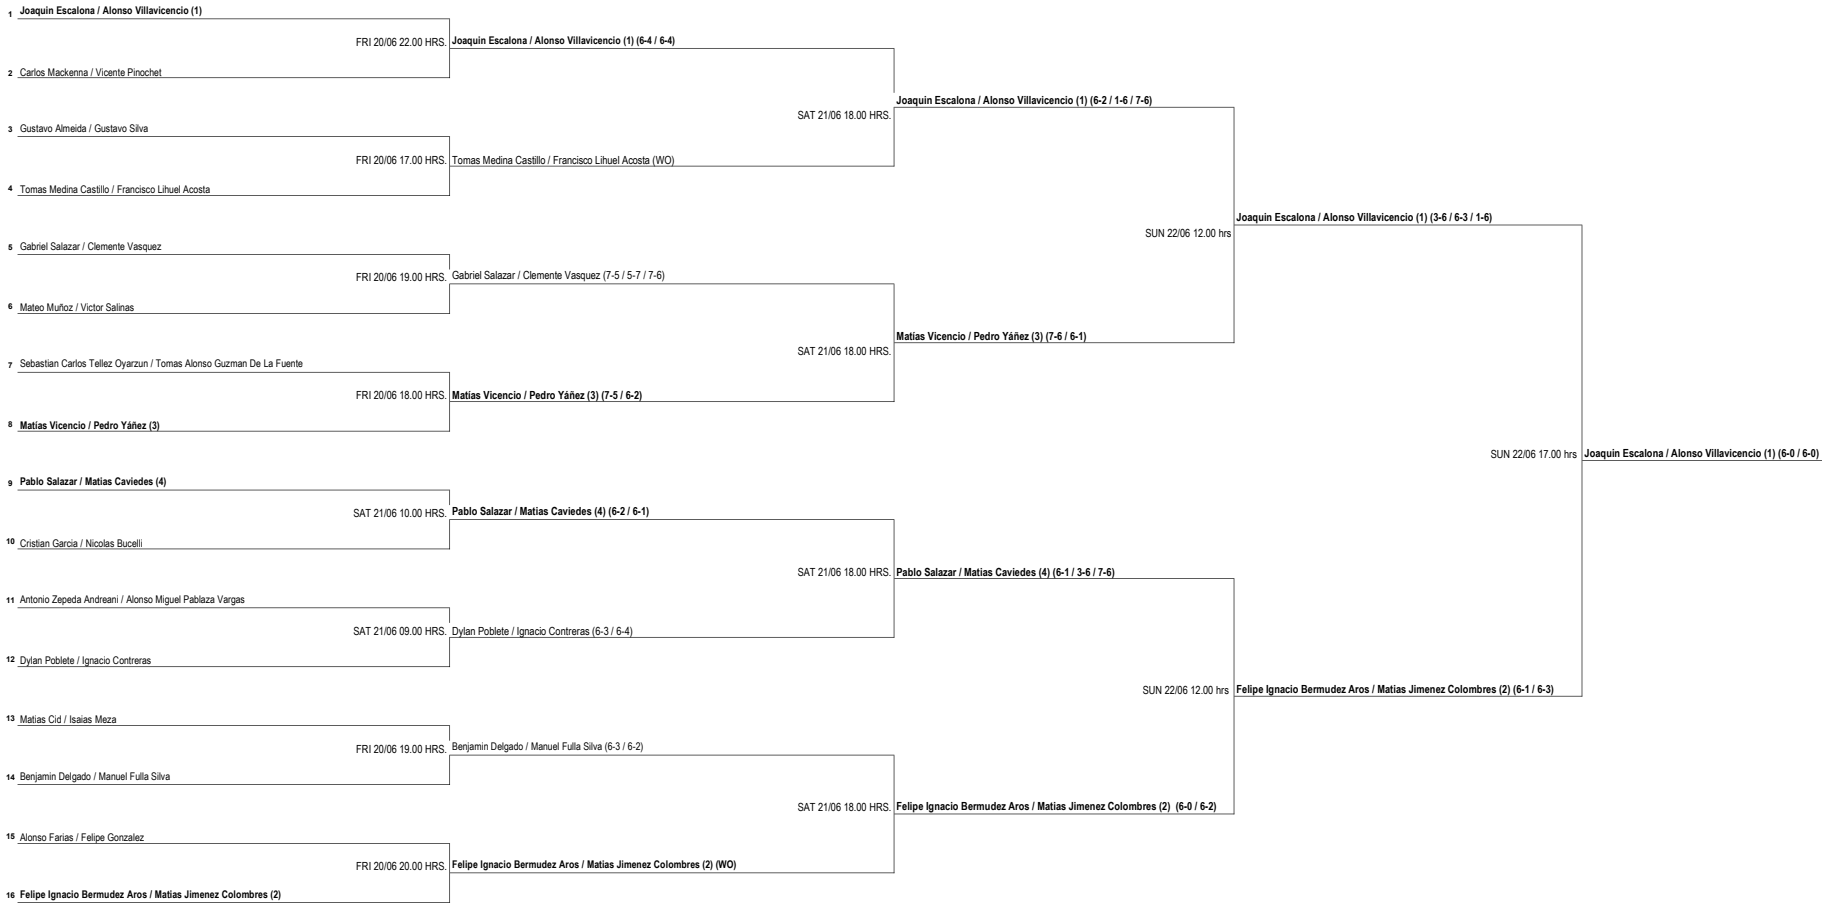 1 Joaquin Escalona / Alonso Villavicencio (1)
FRI 20/06 22.00 HRS. Joaquin Escalona / Alonso Villavicencio (1) (6-4 / 6-4)
2 Carlos Mackenna / Vicente Pinochet
Joaquin Escalona / Alonso Villavicencio (1) (6-2 / 1-6 / 7-6)
SAT 21/06 18.00 HRS.
3 Gustavo Almeida / Gustavo Silva
FRI 20/06 17.00 HRS. Tomas Medina Castillo / Francisco Lihuel Acosta (WO)
4 Tomas Medina Castillo / Francisco Lihuel Acosta
Joaquin Escalona / Alonso Villavicencio (1) (3-6 / 6-3 / 1-6)
SUN 22/06 12.00 hrs
5 Gabriel Salazar / Clemente Vasquez
FRI 20/06 19.00 HRS. Gabriel Salazar / Clemente Vasquez (7-5 / 5-7 / 7-6)
6 Mateo Muñoz / Victor Salinas
Matías Vicencio / Pedro Yáñez (3) (7-6 / 6-1)
SAT 21/06 18.00 HRS.
7 Sebastian Carlos Tellez Oyarzun / Tomas Alonso Guzman De La Fuente
FRI 20/06 18.00 HRS. Matías Vicencio / Pedro Yáñez (3) (7-5 / 6-2)
8 Matías Vicencio / Pedro Yáñez (3)
SUN 22/06 17.00 hrs Joaquin Escalona / Alonso Villavicencio (1) (6-0 / 6-0)
9 Pablo Salazar / Matias Caviedes (4)
SAT 21/06 10.00 HRS. Pablo Salazar / Matias Caviedes (4) (6-2 / 6-1)
10 Cristian Garcia / Nicolas Bucelli
SAT 21/06 18.00 HRS. Pablo Salazar / Matias Caviedes (4) (6-1 / 3-6 / 7-6)
11 Antonio Zepeda Andreani / Alonso Miguel Pablaza Vargas
SAT 21/06 09.00 HRS. Dylan Poblete / Ignacio Contreras (6-3 / 6-4)
12 Dylan Poblete / Ignacio Contreras
SUN 22/06 12.00 hrs Felipe Ignacio Bermudez Aros / Matias Jimenez Colombres (2) (6-1 / 6-3)
13 Matias Cid / Isaias Meza
FRI 20/06 19.00 HRS. Benjamin Delgado / Manuel Fulla Silva (6-3 / 6-2)
14 Benjamin Delgado / Manuel Fulla Silva
SAT 21/06 18.00 HRS. Felipe Ignacio Bermudez Aros / Matias Jimenez Colombres (2) (6-0 / 6-2)
15 Alonso Farias / Felipe Gonzalez
FRI 20/06 20.00 HRS. Felipe Ignacio Bermudez Aros / Matias Jimenez Colombres (2) (WO)
16 Felipe Ignacio Bermudez Aros / Matias Jimenez Colombres (2)